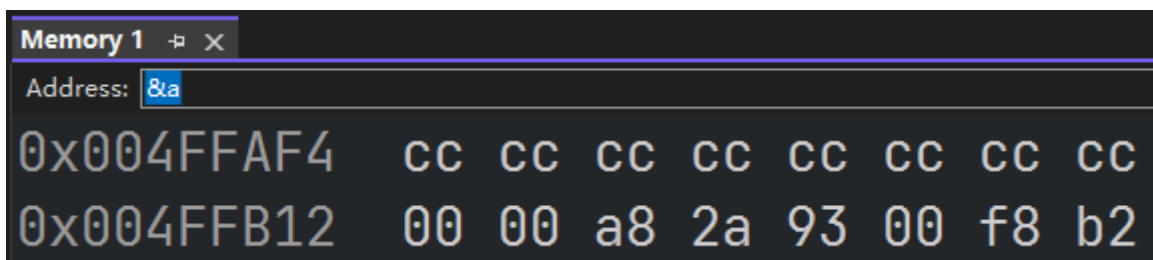 Memory 1
Address: &a
0x004FFAF4 cc cc cc cc cc cc cc cc
0x004FFB12 00 00 a8 2a 93 00 f8 b2